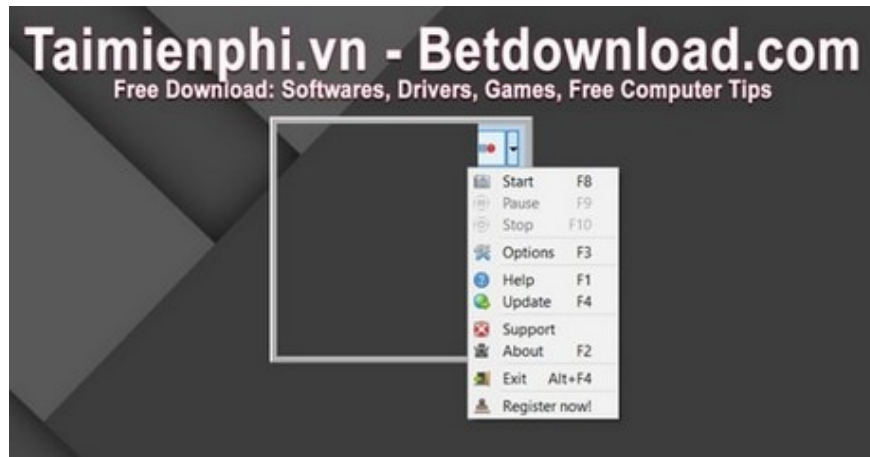 Taimienphi.vn - Betdownload.com
Free Download: Softwares, Drivers, Games, Free Computer Tips
Start F8
Pause F9
Stop F10
Options F3
Help F1
Update F4
Support
About F2
Exit Alt+F4
Register now!